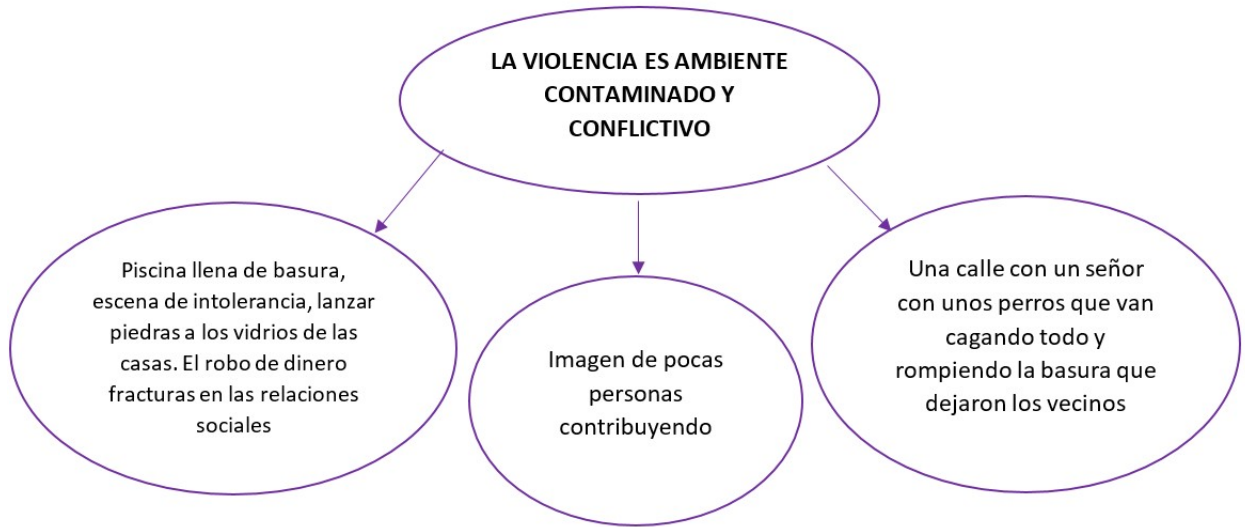 LA VIOLENCIA ES AMBIENTE
CONTAMINADO Y
CONFLICTIVO
Piscina llena de basura,
escena de intolerancia, lanzar
piedras a los vidrios de las
casas. El robo de dinero
fracturas en las relaciones
sociales
Imagen de pocas
personas
contribuyendo
Una calle con un señor
con unos perros que van
cagando todo y
rompiendo la basura que
dejaron los vecinos